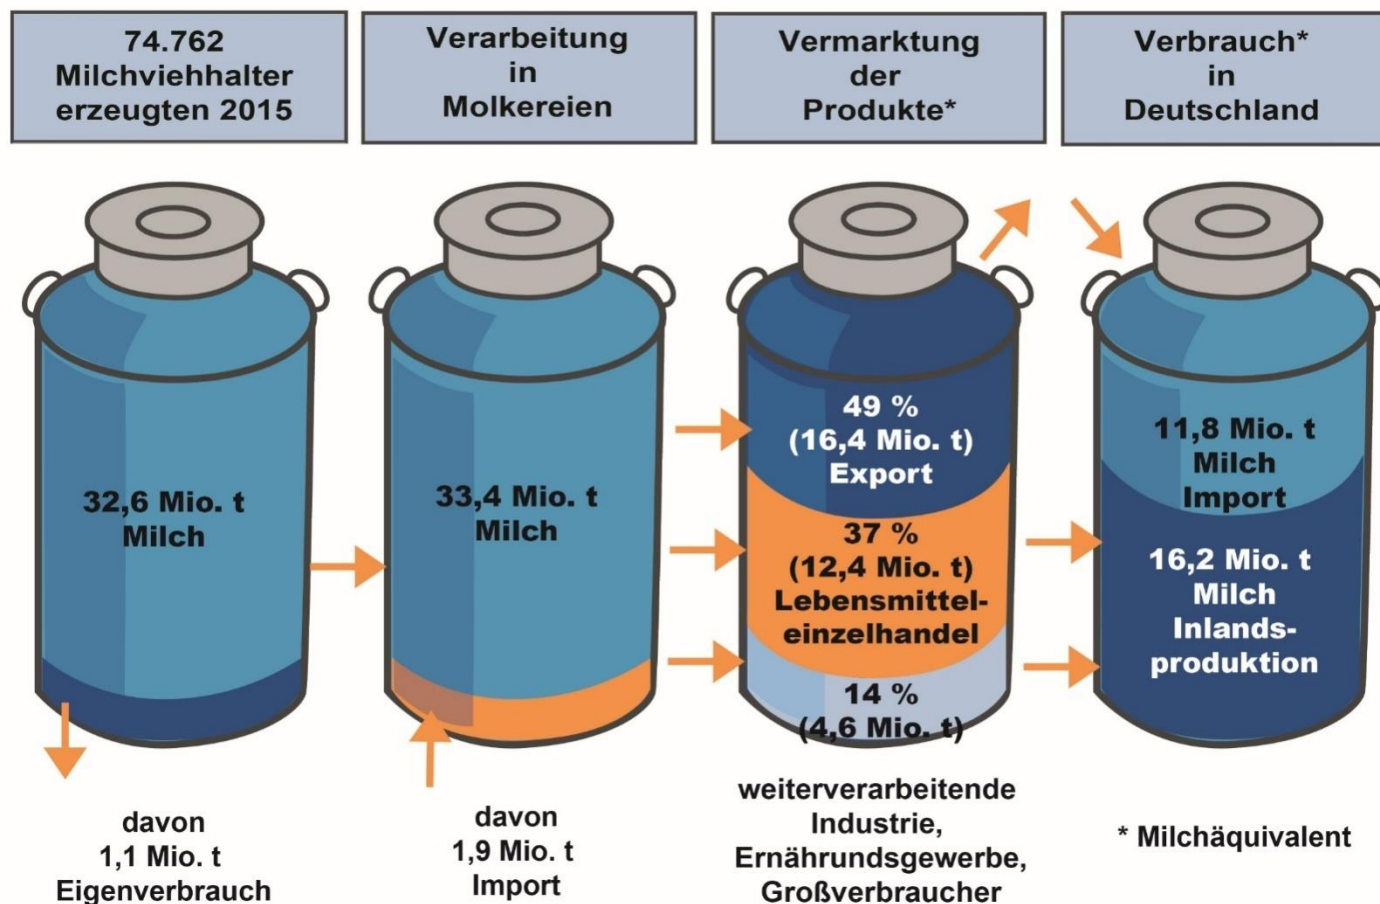 74.762
Milchviehhalter
erzeugten 2015
Verarbeitung
in
Molkereien
Vermarktung
der
Produkte*
Verbrauch*
in
Deutschland
32,6 Mio. t
Milch
33,4 Mio. t
Milch
49 %
(16,4 Mio. t)
Export
37 %
(12,4 Mio. t)
Lebensmittel-
einzelhandel
14 %
(4,6 Mio. t)
11,8 Mio. t
Milch
Import
16,2 Mio. t
Milch
Inlands-
produktion
davon
1,1 Mio. t
Eigenverbrauch
davon
1,9 Mio. t
Import
weiterverarbeitende
Industrie,
Ernährundsgewerbe,
Großverbraucher
* Milchäquivalent